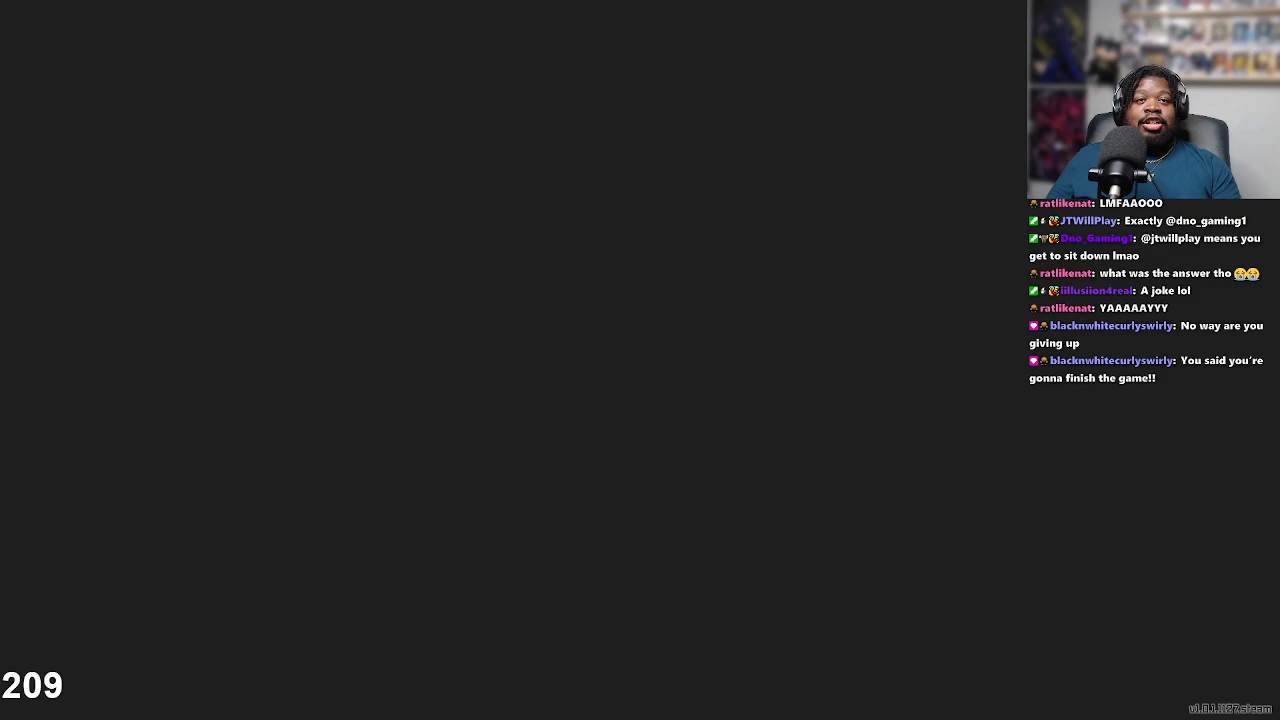 ratlikenat: LMFAAOOO
JTWillPlay: Exactly @dno_gaming1
Dno_Gaming1: @jtwillplay means you
get to sit down lmao
ratlikenat: what was the answer tho 😭😭
iillusiion4real: A joke lol
ratlikenat: YAAAAAYYY
blacknwhitecurlyswirly: No way are you
giving up
blacknwhitecurlyswirly: You said you're
gonna finish the game!!
209